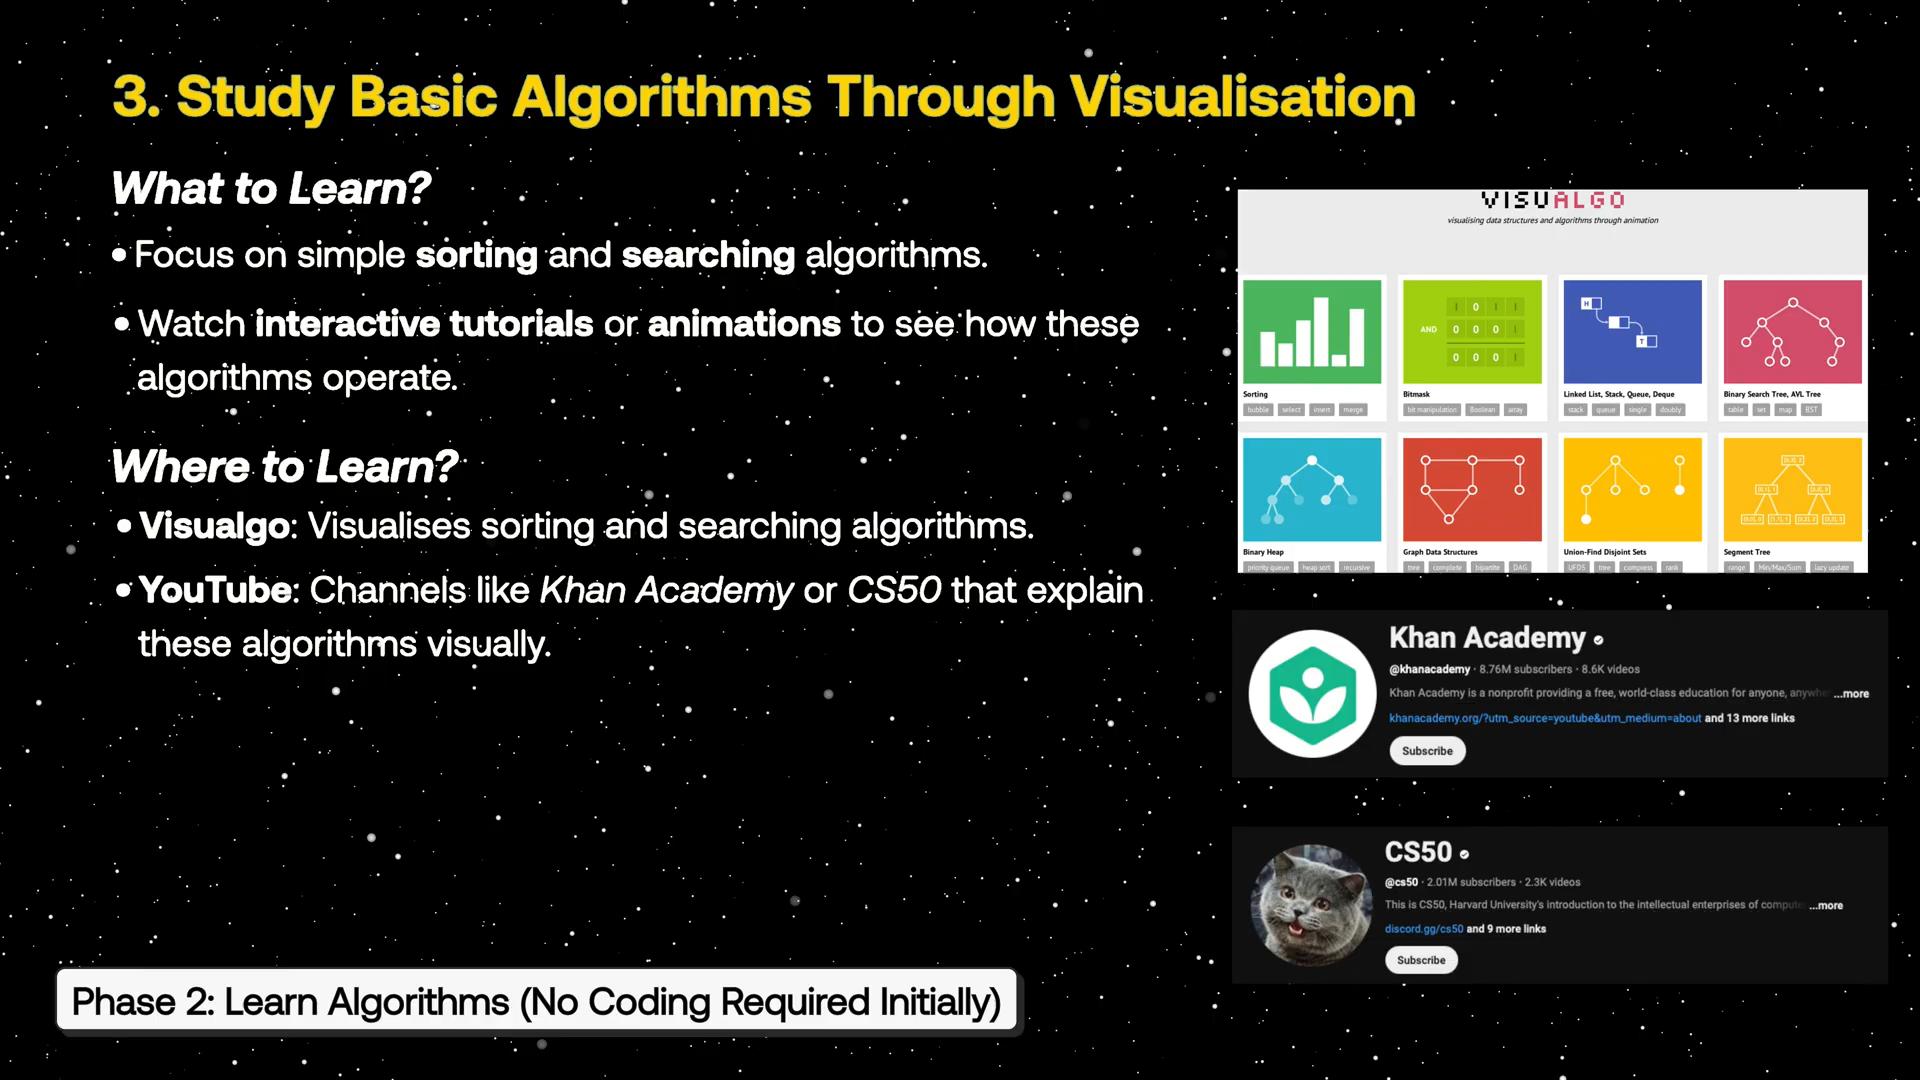 3. Study Basic Algorithms Through Visualisation
What to Learn?
• Focus on simple sorting and searching algorithms.
• Watch interactive tutorials or animations to see how these
algorithms operate.
Where to Learn?
• Visualgo: Visualises sorting and searching algorithms.
• YouTube: Channels like Khan Academy or CS50 that explain
these algorithms visually.
Phase 2: Learn Algorithms (No Coding Required Initially)
VISUALGO
visualising data structures and algorithms through animation
AND
H
T
Sorting
bubble select insert merge
Bitmask
bit manipulation Boolean array
Linked List, Stack, Queue, Deque
stack queue single doubly
Binary Search Tree, AVL Tree
table set map BST
Binary Heap
priority queue heap sort recursive
Graph Data Structures
tree complete bipartite DAG
Union-Find Disjoint Sets
UFDS tree compress rank
Segment Tree
range Min/Max/Sum lazy update
Khan Academy
@khanacademy · 8.76M subscribers · 8.6K videos
Khan Academy is a nonprofit providing a free, world-class education for anyone, anywhe ...more
khanacademy.org/?utm_source=youtube&utm_medium=about and 13 more links
Subscribe
CS50
@cs50 · 2.01M subscribers · 2.3K videos
This is CS50, Harvard University's introduction to the intellectual enterprises of compute ...more
discord.gg/cs50 and 9 more links
Subscribe